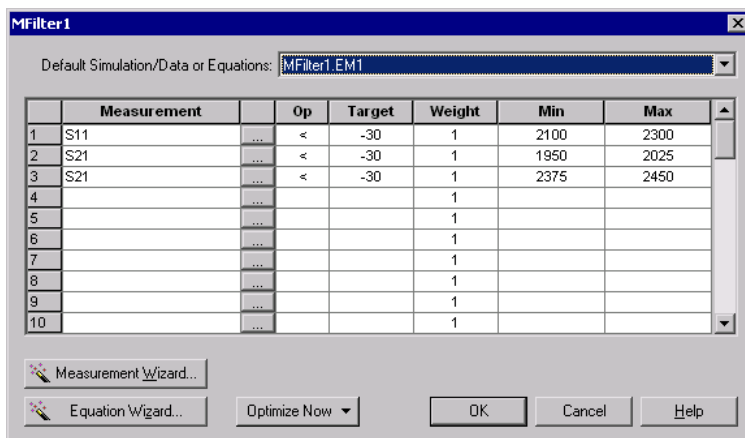 MFilter1
Default Simulation/Data or Equations: MFilter1.EM1
Measurement Op Target Weight Min Max
1 S11 ... < -30 1 2100 2300
2 S21 ... < -30 1 1950 2025
3 S21 ... < -30 1 2375 2450
4 ... 1
5 ... 1
6 ... 1
7 ... 1
8 ... 1
9 ... 1
10 ... 1
Measurement Wizard...
Equation Wizard... Optimize Now OK Cancel Help